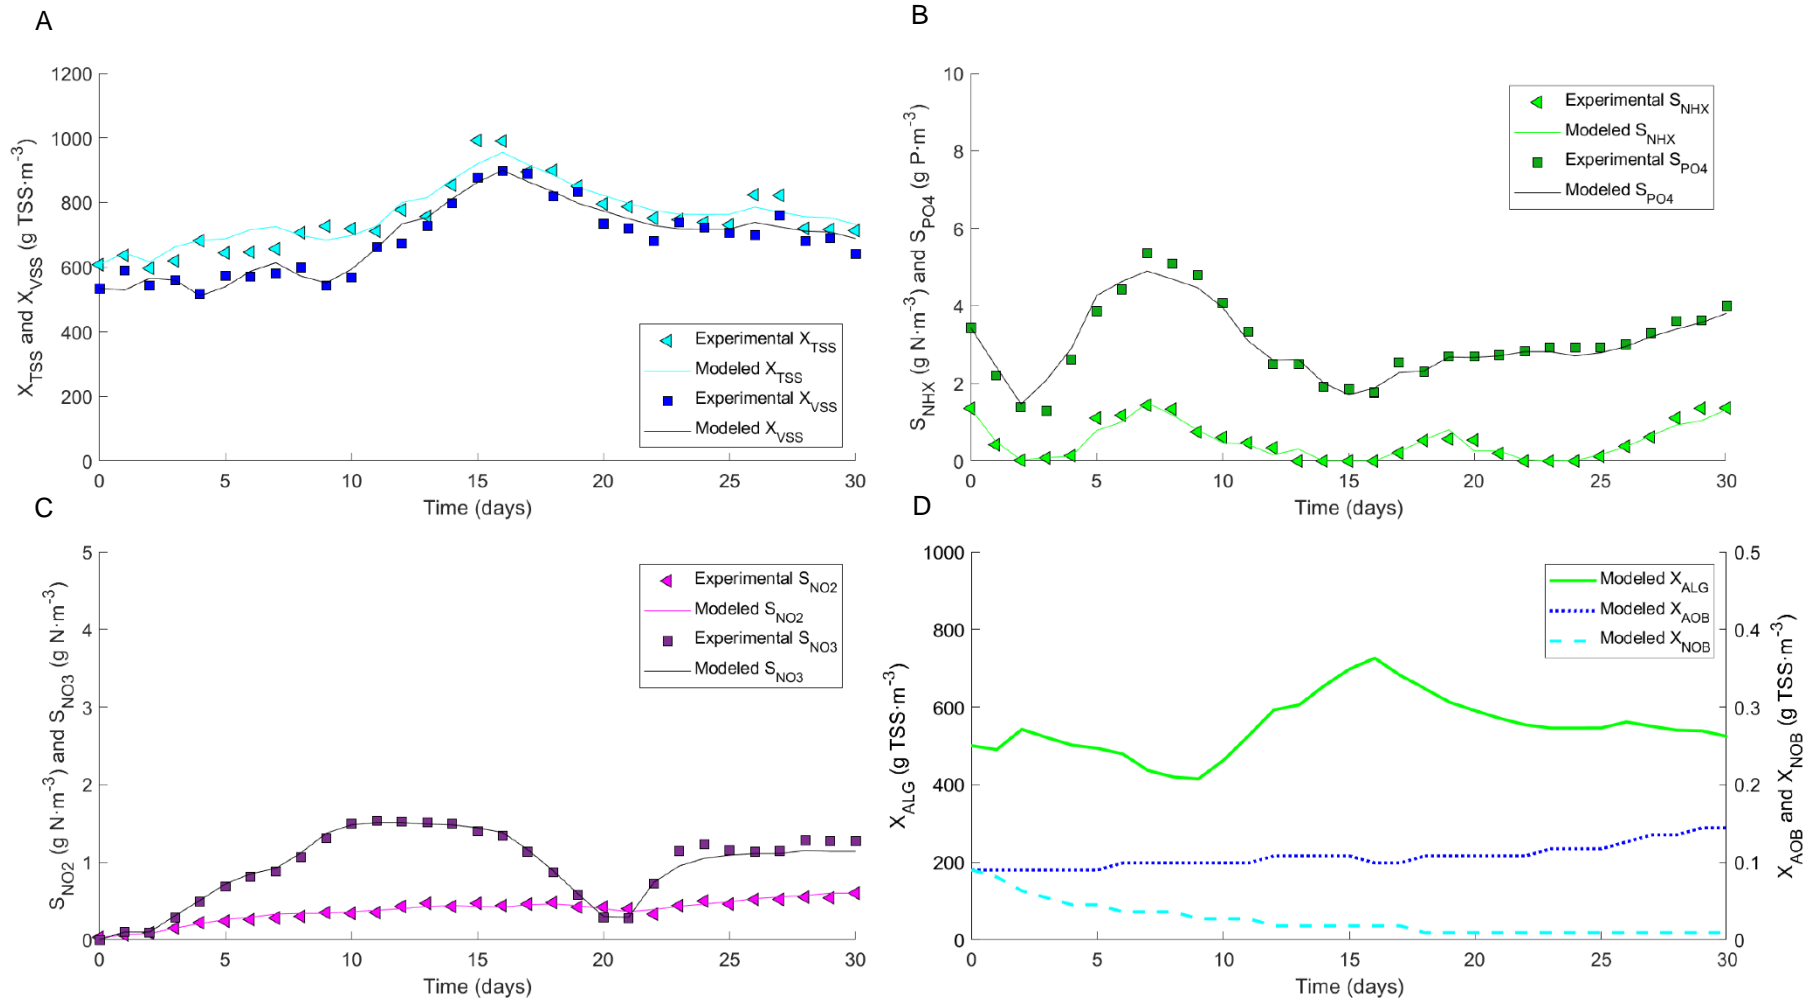 A
X_TSS and X_VSS (g TSS·m^-3)
1200
1000
800
600
400
200
0
0 5 10 15 20 25 30
Time (days)
Experimental X_TSS
Modeled X_TSS
Experimental X_VSS
Modeled X_VSS
B
S_NHX (g N·m^-3) and S_PO4 (g P·m^-3)
10
8
6
4
2
0
0 5 10 15 20 25 30
Time (days)
Experimental S_NHX
Modeled S_NHX
Experimental S_PO4
Modeled S_PO4
C
S_NO2 (g N·m^-3) and S_NO3 (g N·m^-3)
5
4
3
2
1
0
0 5 10 15 20 25 30
Time (days)
Experimental S_NO2
Modeled S_NO2
Experimental S_NO3
Modeled S_NO3
D
X_ALG (g TSS·m^-3)
1000
800
600
400
200
0
0 5 10 15 20 25 30
Time (days)
Modeled X_ALG
Modeled X_AOB
Modeled X_NOB
0.5
0.4
0.3
0.2
0.1
0
X_AOB and X_NOB (g TSS·m^-3)